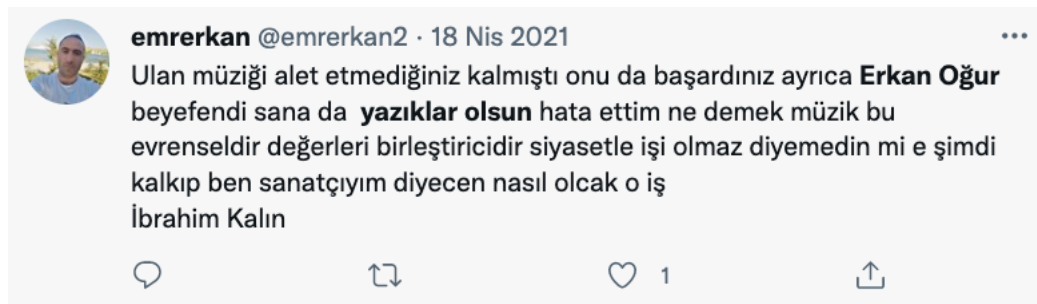 emrerkan @emrerkan2 · 18 Nis 2021
Ulan müziği alet etmediğiniz kalmıştı onu da başardınız ayrıca Erkan Oğur
beyefendi sana da yazıklar olsun hata ettim ne demek müzik bu
evrenseldir değerleri birleştiricidir siyasetle işi olmaz diyemedin mi e şimdi
kalkıp ben sanatçıyım diyecen nasıl olcak o iş
İbrahim Kalın
1